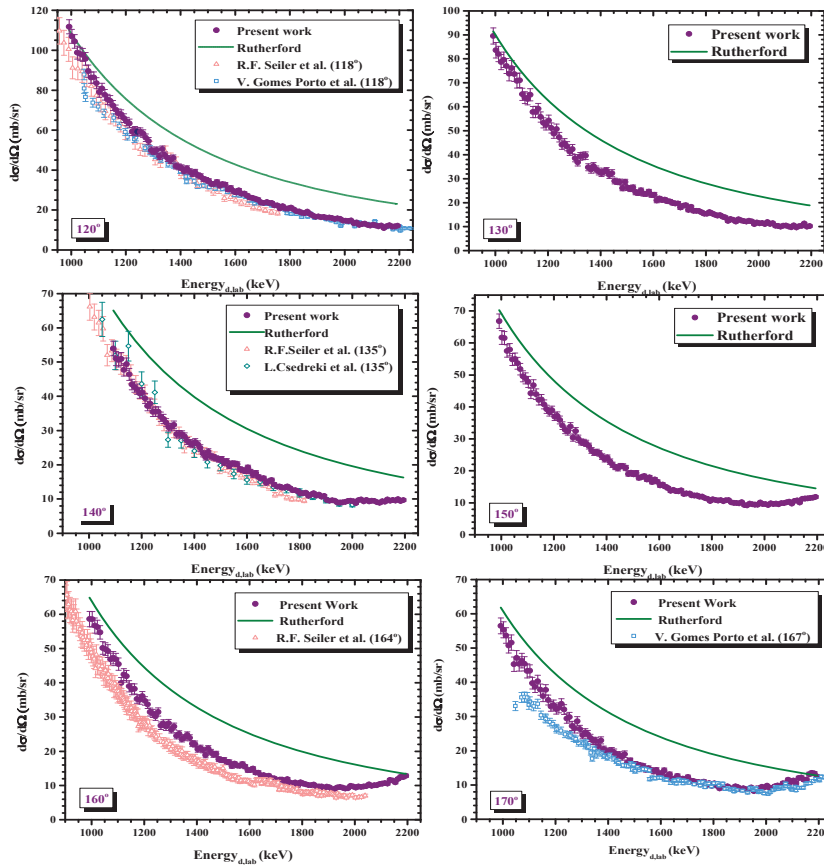 dσ/dΩ (mb/sr)
120
100
80
60
40
20
0
Present work
Rutherford
R.F. Seiler et al. (118°)
V. Gomes Porto et al. (118°)
120°
1000 1200 1400 1600 1800 2000 2200
Energyd,lab (keV)
dσ/dΩ (mb/sr)
100
90
80
70
60
50
40
30
20
10
0
Present work
Rutherford
130°
1000 1200 1400 1600 1800 2000 2200
Energyd,lab (keV)
dσ/dΩ (mb/sr)
70
60
50
40
30
20
10
0
Present work
Rutherford
R.F.Seiler et al. (135°)
L.Csedreki et al. (135°)
140°
1000 1200 1400 1600 1800 2000 2200
Energyd,lab (keV)
dσ/dΩ (mb/sr)
70
60
50
40
30
20
10
0
Present work
Rutherford
150°
1000 1200 1400 1600 1800 2000 2200
Energyd,lab (keV)
dσ/dΩ (mb/sr)
70
60
50
40
30
20
10
0
Present Work
Rutherford
R.F. Seiler et al. (164°)
160°
1000 1200 1400 1600 1800 2000 2200
Energyd,lab (keV)
dσ/dΩ (mb/sr)
70
60
50
40
30
20
10
0
Present Work
Rutherford
V. Gomes Porto et al. (167°)
170°
1000 1200 1400 1600 1800 2000 2200
Energyd,lab (keV)